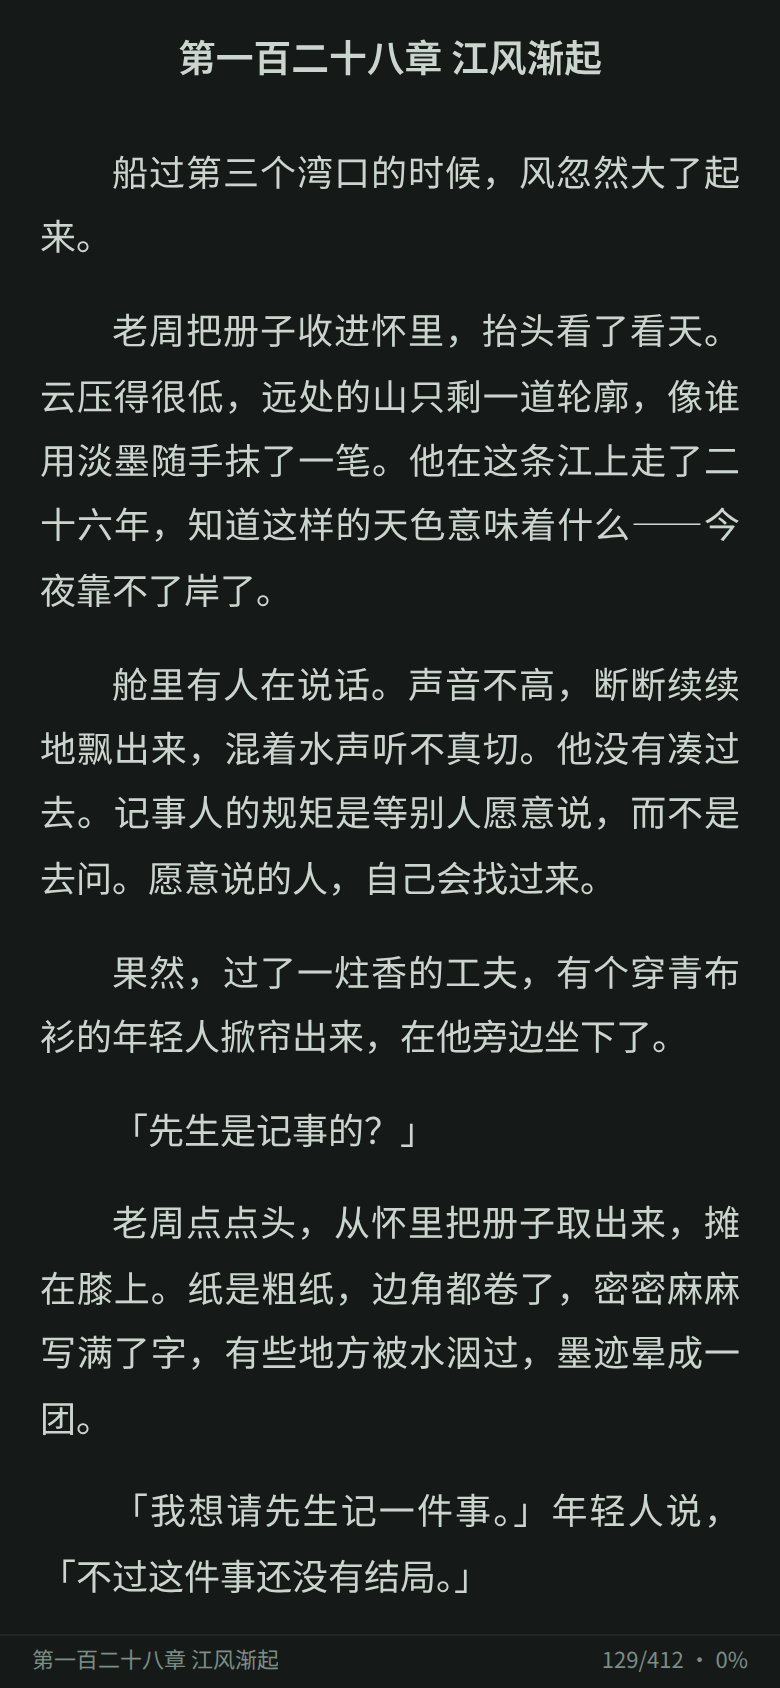 第一百二十八章 江风渐起
船过第三个湾口的时候，风忽然大了起
来。
老周把册子收进怀里，抬头看了看天。
云压得很低，远处的山只剩一道轮廓，像谁
用淡墨随手抹了一笔。他在这条江上走了二
十六年，知道这样的天色意味着什么——今
夜靠不了岸了。
舱里有人在说话。声音不高，断断续续
地飘出来，混着水声听不真切。他没有凑过
去。记事人的规矩是等别人愿意说，而不是
去问。愿意说的人，自己会找过来。
果然，过了一炷香的工夫，有个穿青布
衫的年轻人掀帘出来，在他旁边坐下了。
「先生是记事的？」
老周点点头，从怀里把册子取出来，摊
在膝上。纸是粗纸，边角都卷了，密密麻麻
写满了字，有些地方被水洇过，墨迹晕成一
团。
「我想请先生记一件事。」年轻人说，
「不过这件事还没有结局。」
第一百二十八章 江风渐起 129/412 · 0%